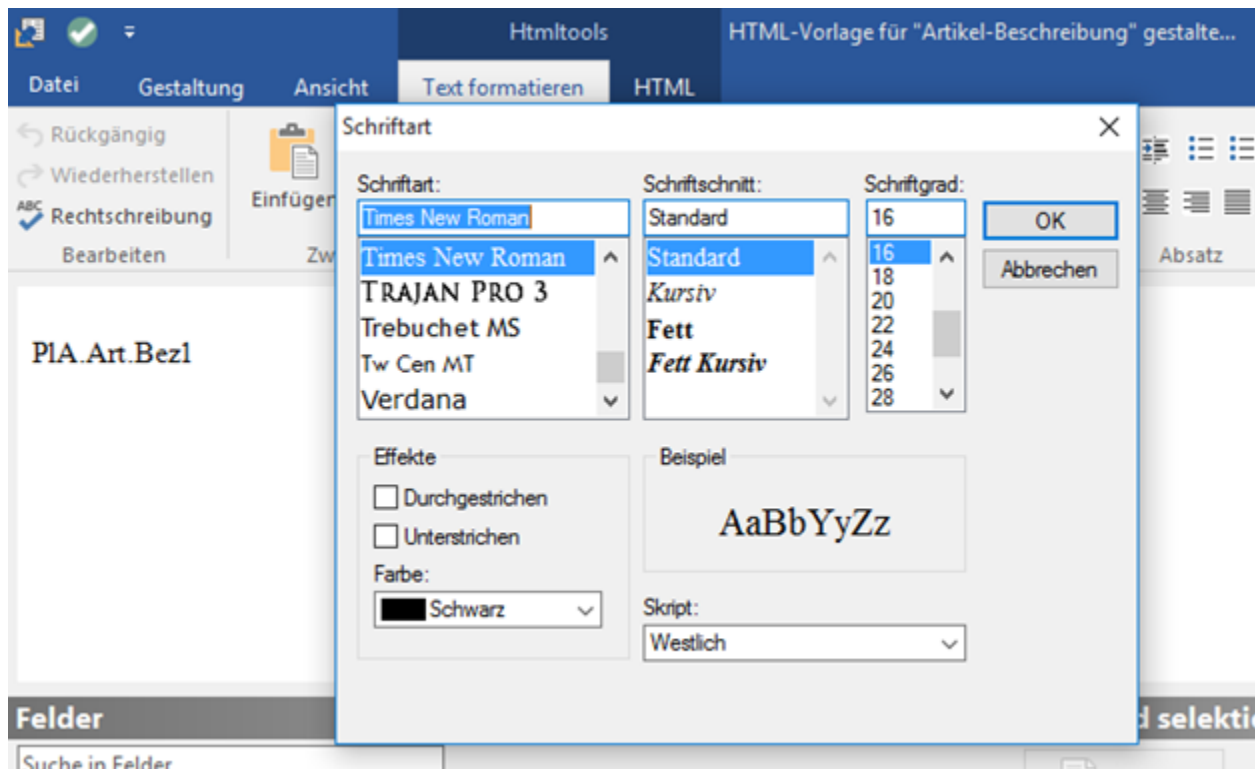 Htmltools
HTML-Vorlage für "Artikel-Beschreibung" gestalte...
Datei Gestaltung Ansicht Text formatieren HTML
Rückgängig
Wiederherstellen
ABC Rechtschreibung
Bearbeiten
Einfügen
Zw
Absatz
PlA.Art.Bez1
Schriftart
Schriftart:
Times New Roman
Times New Roman
TRAJAN PRO 3
Trebuchet MS
Tw Cen MT
Verdana
Schriftschnitt:
Standard
Standard
Kursiv
Fett
Fett Kursiv
Schriftgrad:
16
16
18
20
22
24
26
28
OK
Abbrechen
Effekte
Durchgestrichen
Unterstrichen
Farbe:
Schwarz
Beispiel
AaBbYyZz
Skript:
Westlich
Felder
d selektie
Suche in Felder